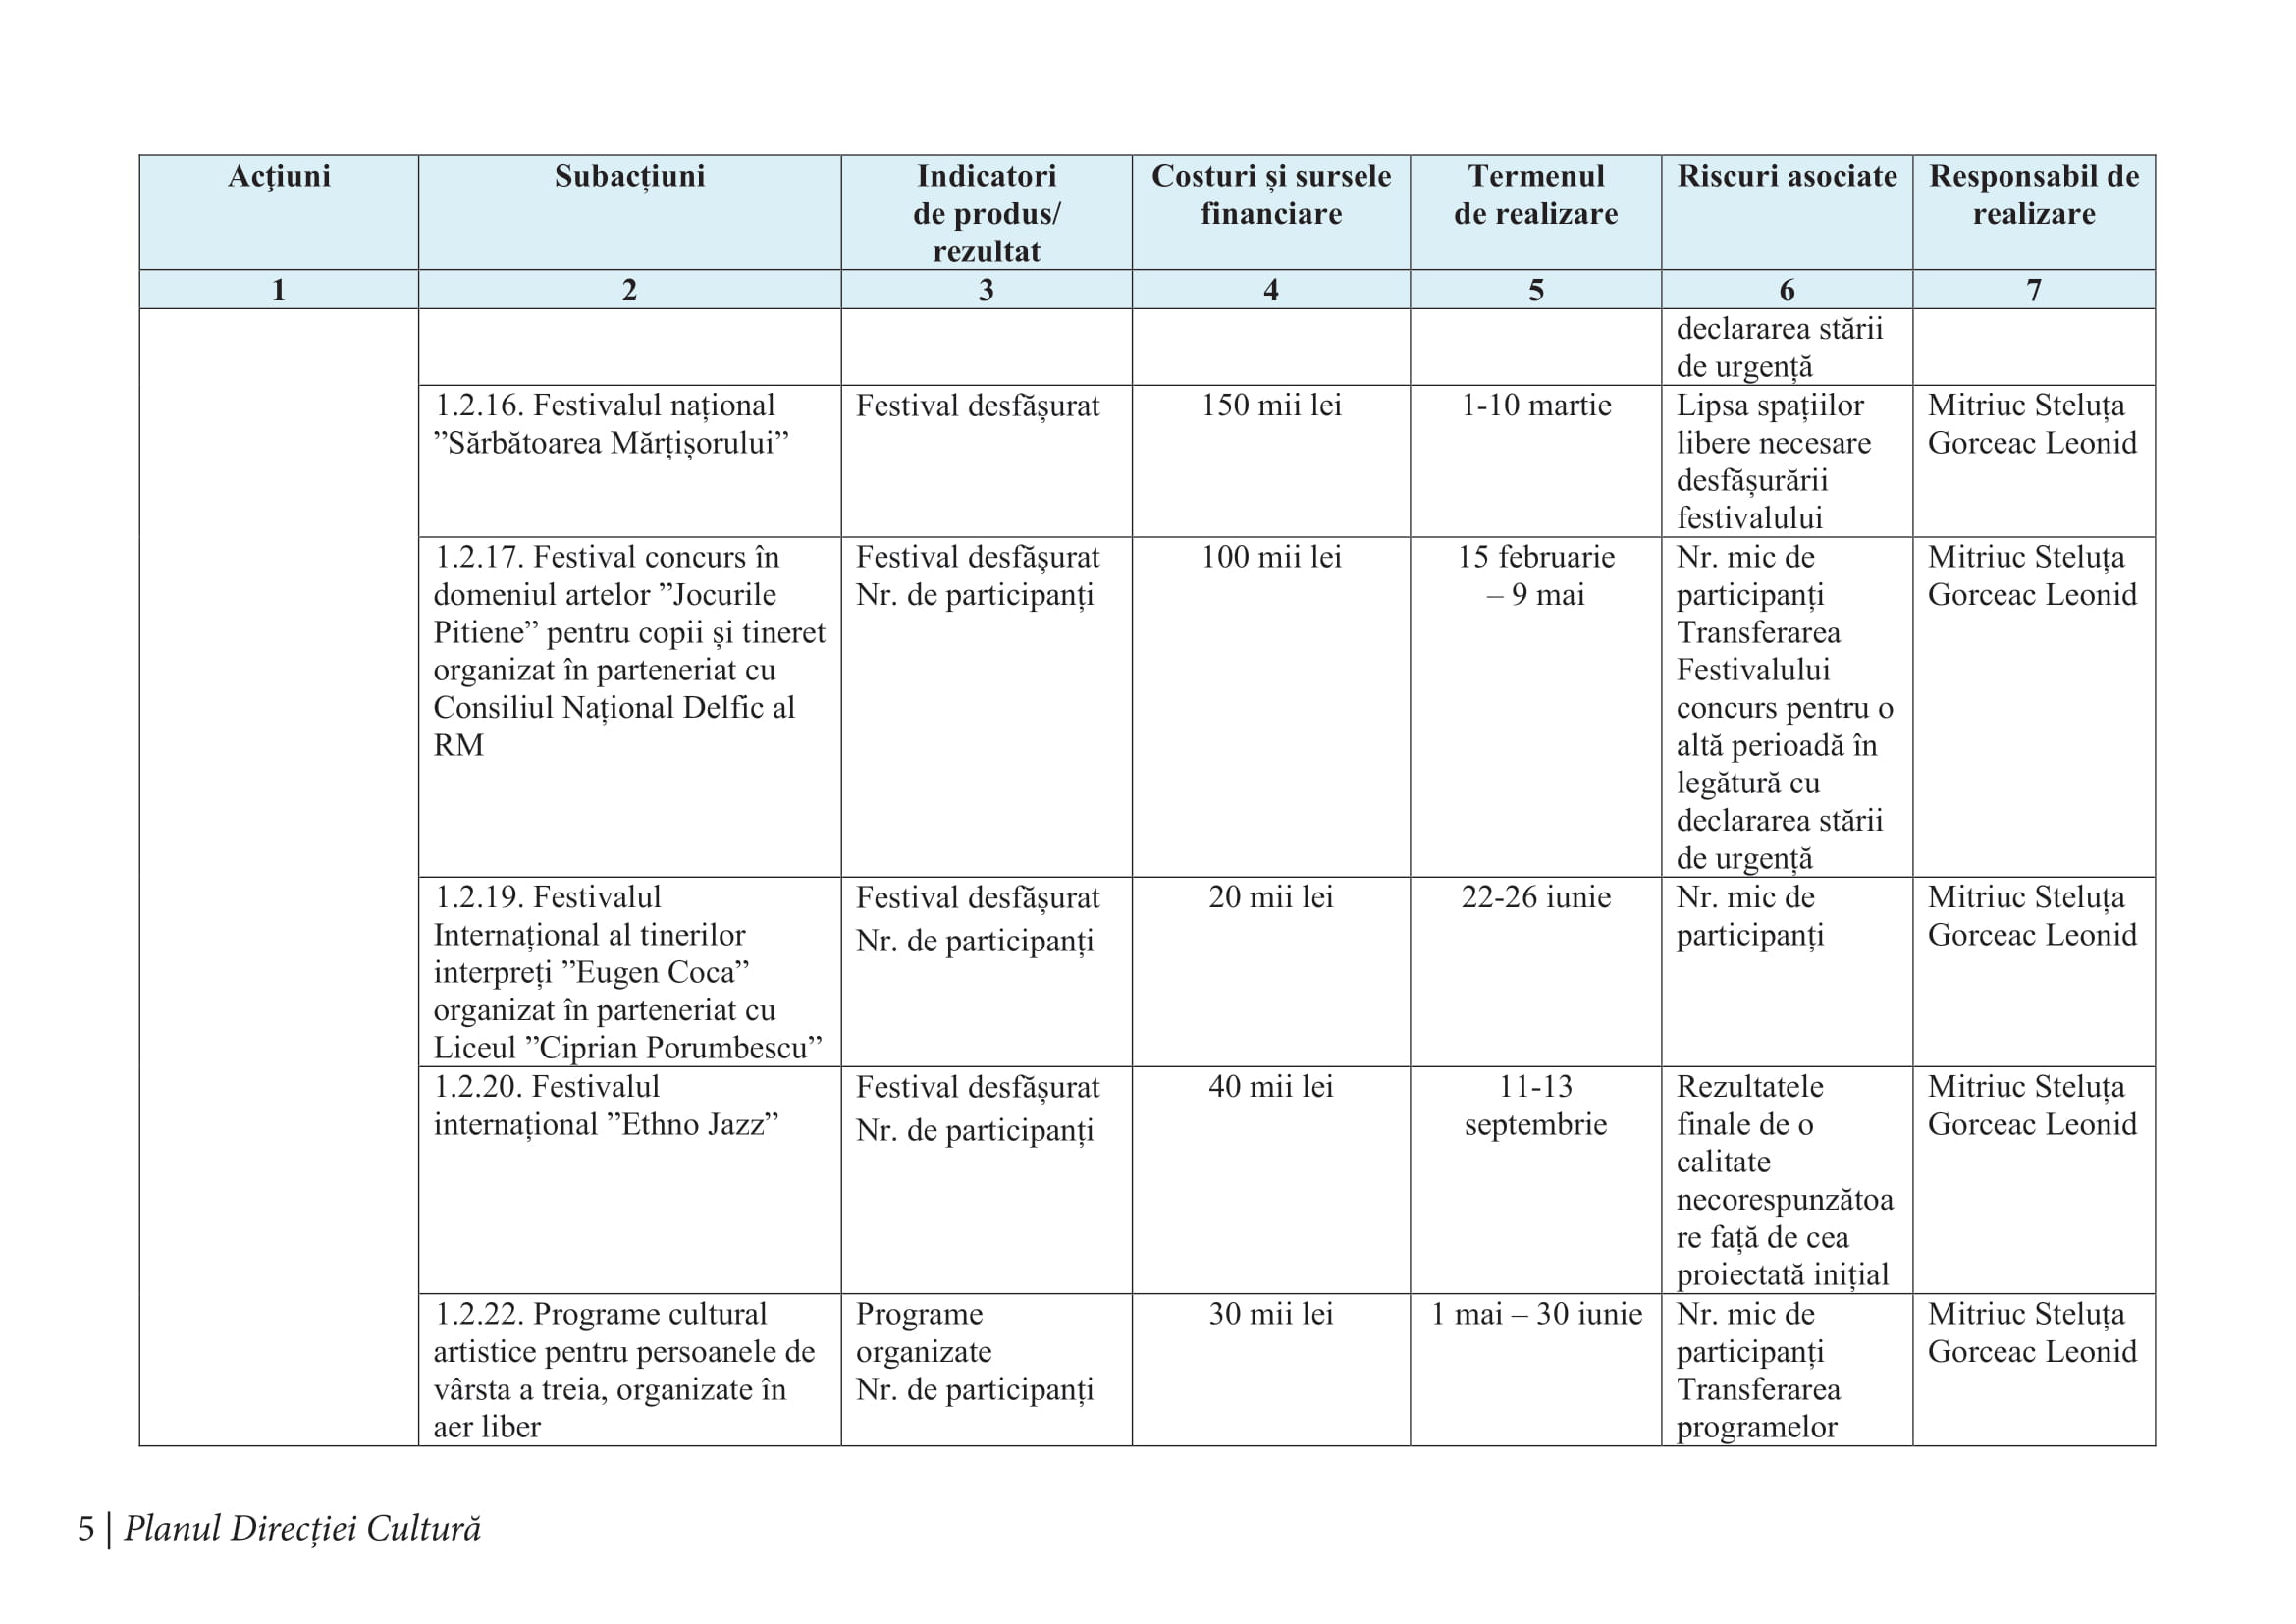 Acţiuni
Subacțiuni
Indicatori
de produs/
rezultat
Costuri și sursele
financiare
Termenul
de realizare
Riscuri asociate
Responsabil de
realizare
1
2
3
4
5
6
7
declararea stării
de urgență
1.2.16. Festivalul național
”Sărbătoarea Mărțișorului”
Festival desfășurat
150 mii lei
1-10 martie
Lipsa spațiilor
libere necesare
desfășurării
festivalului
Mitriuc Steluța
Gorceac Leonid
1.2.17. Festival concurs în
domeniul artelor ”Jocurile
Pitiene” pentru copii și tineret
organizat în parteneriat cu
Consiliul Național Delfic al
RM
Festival desfășurat
Nr. de participanți
100 mii lei
15 februarie
– 9 mai
Nr. mic de
participanți
Transferarea
Festivalului
concurs pentru o
altă perioadă în
legătură cu
declararea stării
de urgență
Mitriuc Steluța
Gorceac Leonid
1.2.19. Festivalul
Internațional al tinerilor
interpreți ”Eugen Coca”
organizat în parteneriat cu
Liceul ”Ciprian Porumbescu”
Festival desfășurat
Nr. de participanți
20 mii lei
22-26 iunie
Nr. mic de
participanți
Mitriuc Steluța
Gorceac Leonid
1.2.20. Festivalul
internațional ”Ethno Jazz”
Festival desfășurat
Nr. de participanți
40 mii lei
11-13
septembrie
Rezultatele
finale de o
calitate
necorespunzătoa
re față de cea
proiectată inițial
Mitriuc Steluța
Gorceac Leonid
1.2.22. Programe cultural
artistice pentru persoanele de
vârsta a treia, organizate în
aer liber
Programe
organizate
Nr. de participanți
30 mii lei
1 mai – 30 iunie
Nr. mic de
participanți
Transferarea
programelor
Mitriuc Steluța
Gorceac Leonid
5 | Planul Direcției Cultură